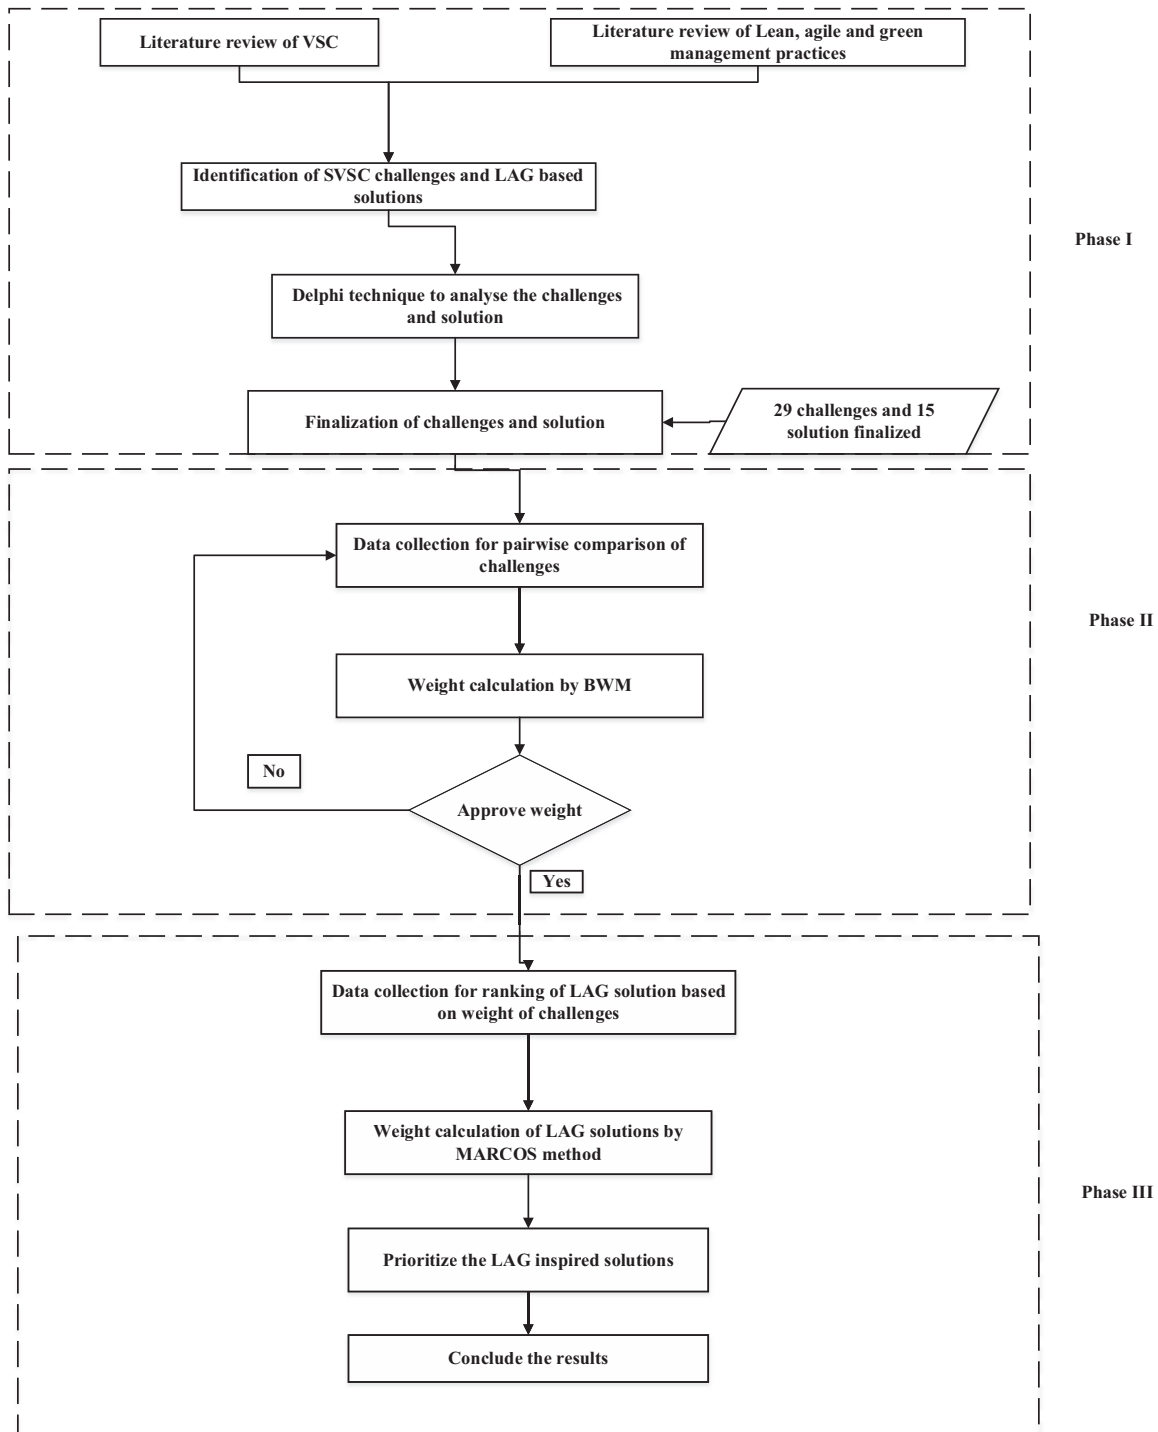 Literature review of VSC
Literature review of Lean, agile and green
management practices
Identification of SVSC challenges and LAG based
solutions
Phase I
Delphi technique to analyse the challenges
and solution
Finalization of challenges and solution
29 challenges and 15
solution finalized
Data collection for pairwise comparison of
challenges
Phase II
Weight calculation by BWM
No
Approve weight
Yes
Data collection for ranking of LAG solution based
on weight of challenges
Weight calculation of LAG solutions by
MARCOS method
Phase III
Prioritize the LAG inspired solutions
Conclude the results